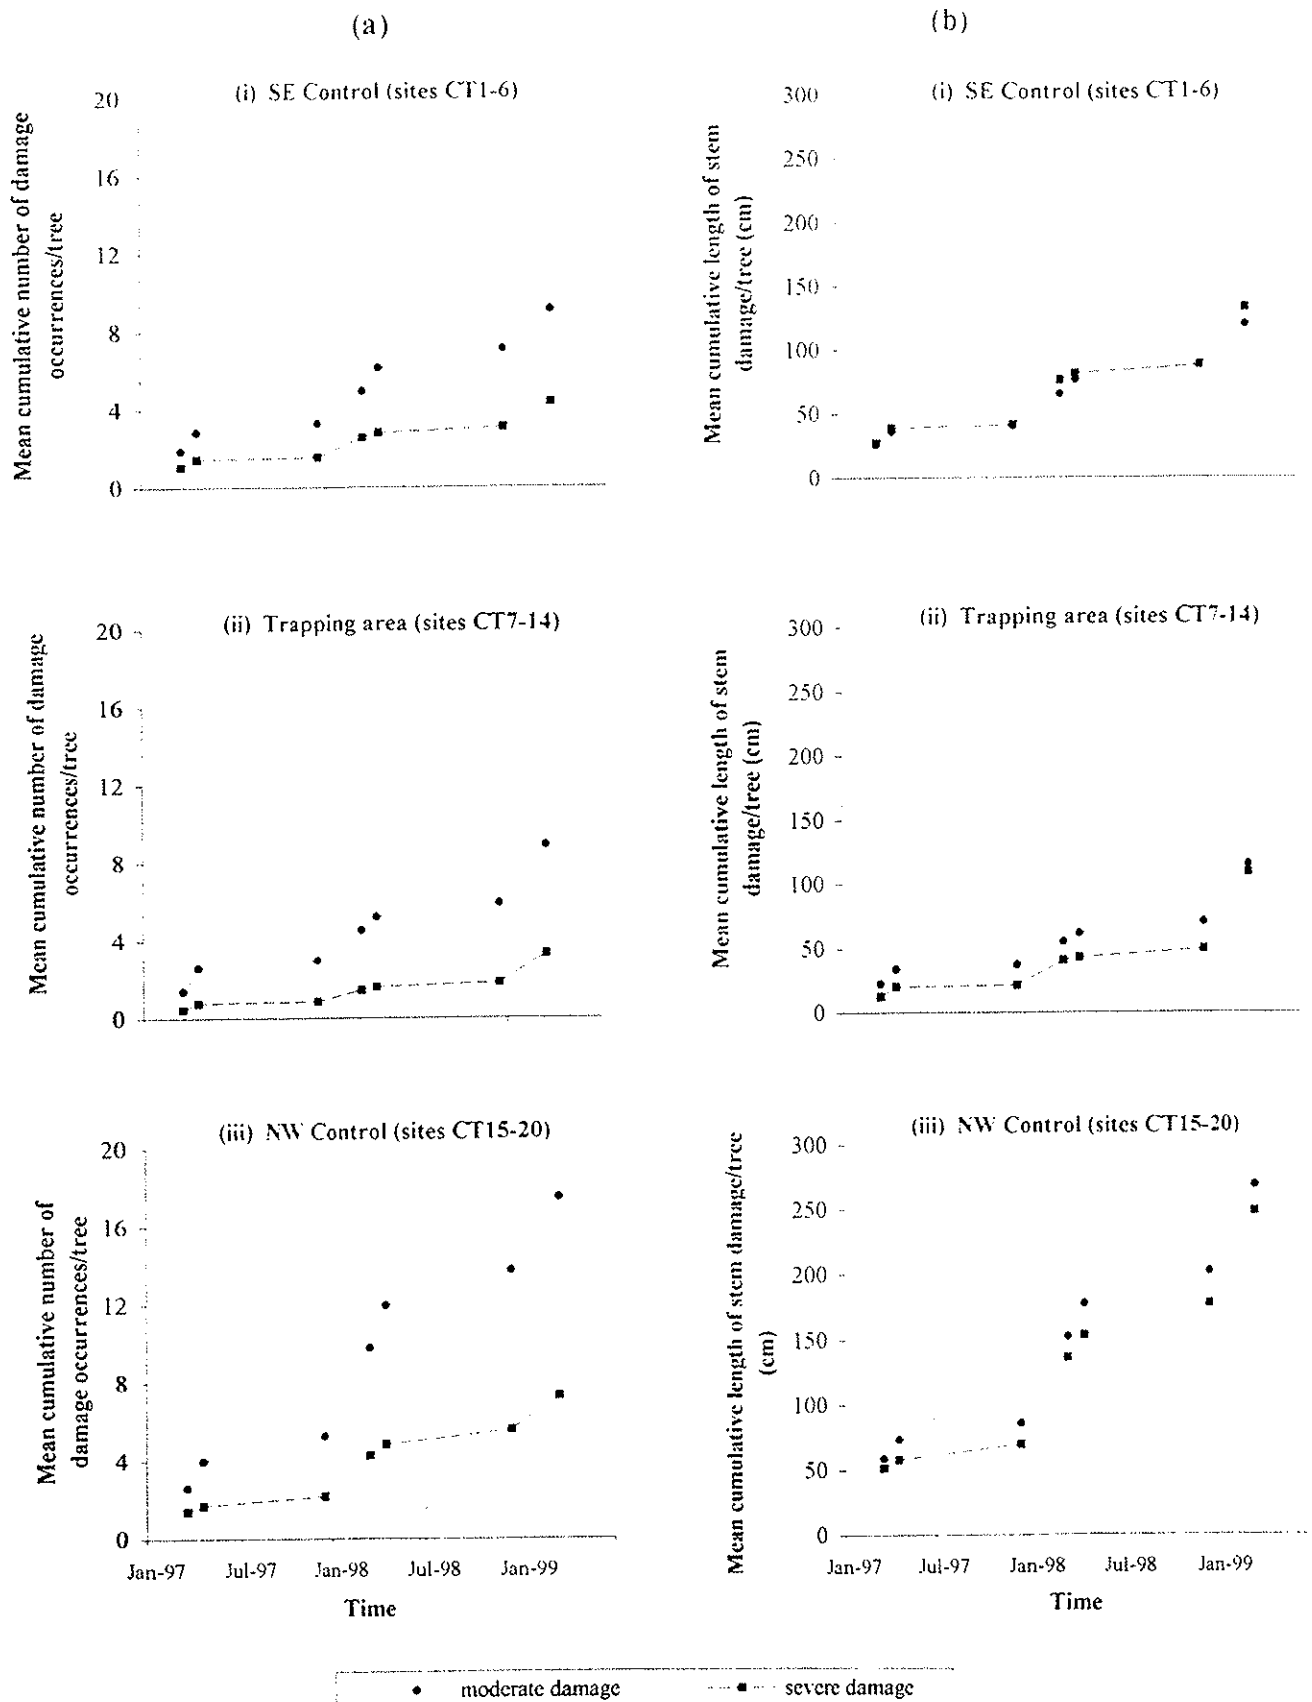 (a)
(b)
(i) SE Control (sites CT1-6)
Mean cumulative number of damage
occurrences/tree
20
16
12
8
4
0
(i) SE Control (sites CT1-6)
Mean cumulative length of stem
damage/tree (cm)
300
250
200
150
100
50
0
(ii) Trapping area (sites CT7-14)
Mean cumulative number of damage
occurrences/tree
20
16
12
8
4
0
(ii) Trapping area (sites CT7-14)
Mean cumulative length of stem
damage/tree (cm)
300
250
200
150
100
50
0
(iii) NW Control (sites CT15-20)
Mean cumulative number of
damage occurrences/tree
20
16
12
8
4
0
Jan-97 Jul-97 Jan-98 Jul-98 Jan-99
Time
(iii) NW Control (sites CT15-20)
Mean cumulative length of stem damage/tree
(cm)
300
250
200
150
100
50
0
Jan-97 Jul-97 Jan-98 Jul-98 Jan-99
Time
moderate damage severe damage